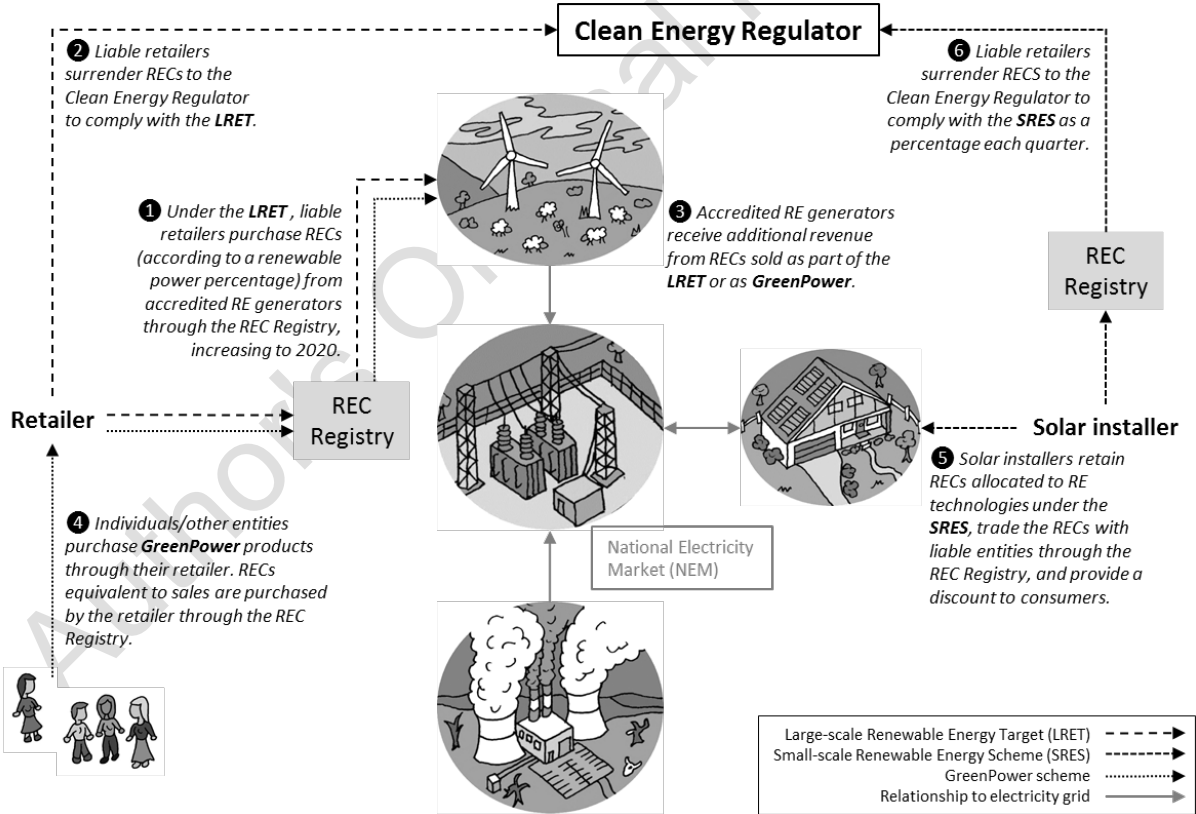 Clean Energy Regulator
❷ Liable retailers
surrender RECs to the
Clean Energy Regulator
to comply with the LRET.
❻ Liable retailers
surrender RECS to the
Clean Energy Regulator to
comply with the SRES as a
percentage each quarter.
❶ Under the LRET , liable
retailers purchase RECs
(according to a renewable
power percentage) from
accredited RE generators
through the REC Registry,
increasing to 2020.
❸ Accredited RE generators
receive additional revenue
from RECs sold as part of the
LRET or as GreenPower.
REC
Registry
Retailer
REC
Registry
Solar installer
❺ Solar installers retain
RECs allocated to RE
technologies under the
SRES, trade the RECs with
liable entities through the
REC Registry, and provide a
discount to consumers.
❹ Individuals/other entities
purchase GreenPower products
through their retailer. RECs
equivalent to sales are purchased
by the retailer through the REC
Registry.
National Electricity
Market (NEM)
Large-scale Renewable Energy Target (LRET)
Small-scale Renewable Energy Scheme (SRES)
GreenPower scheme
Relationship to electricity grid